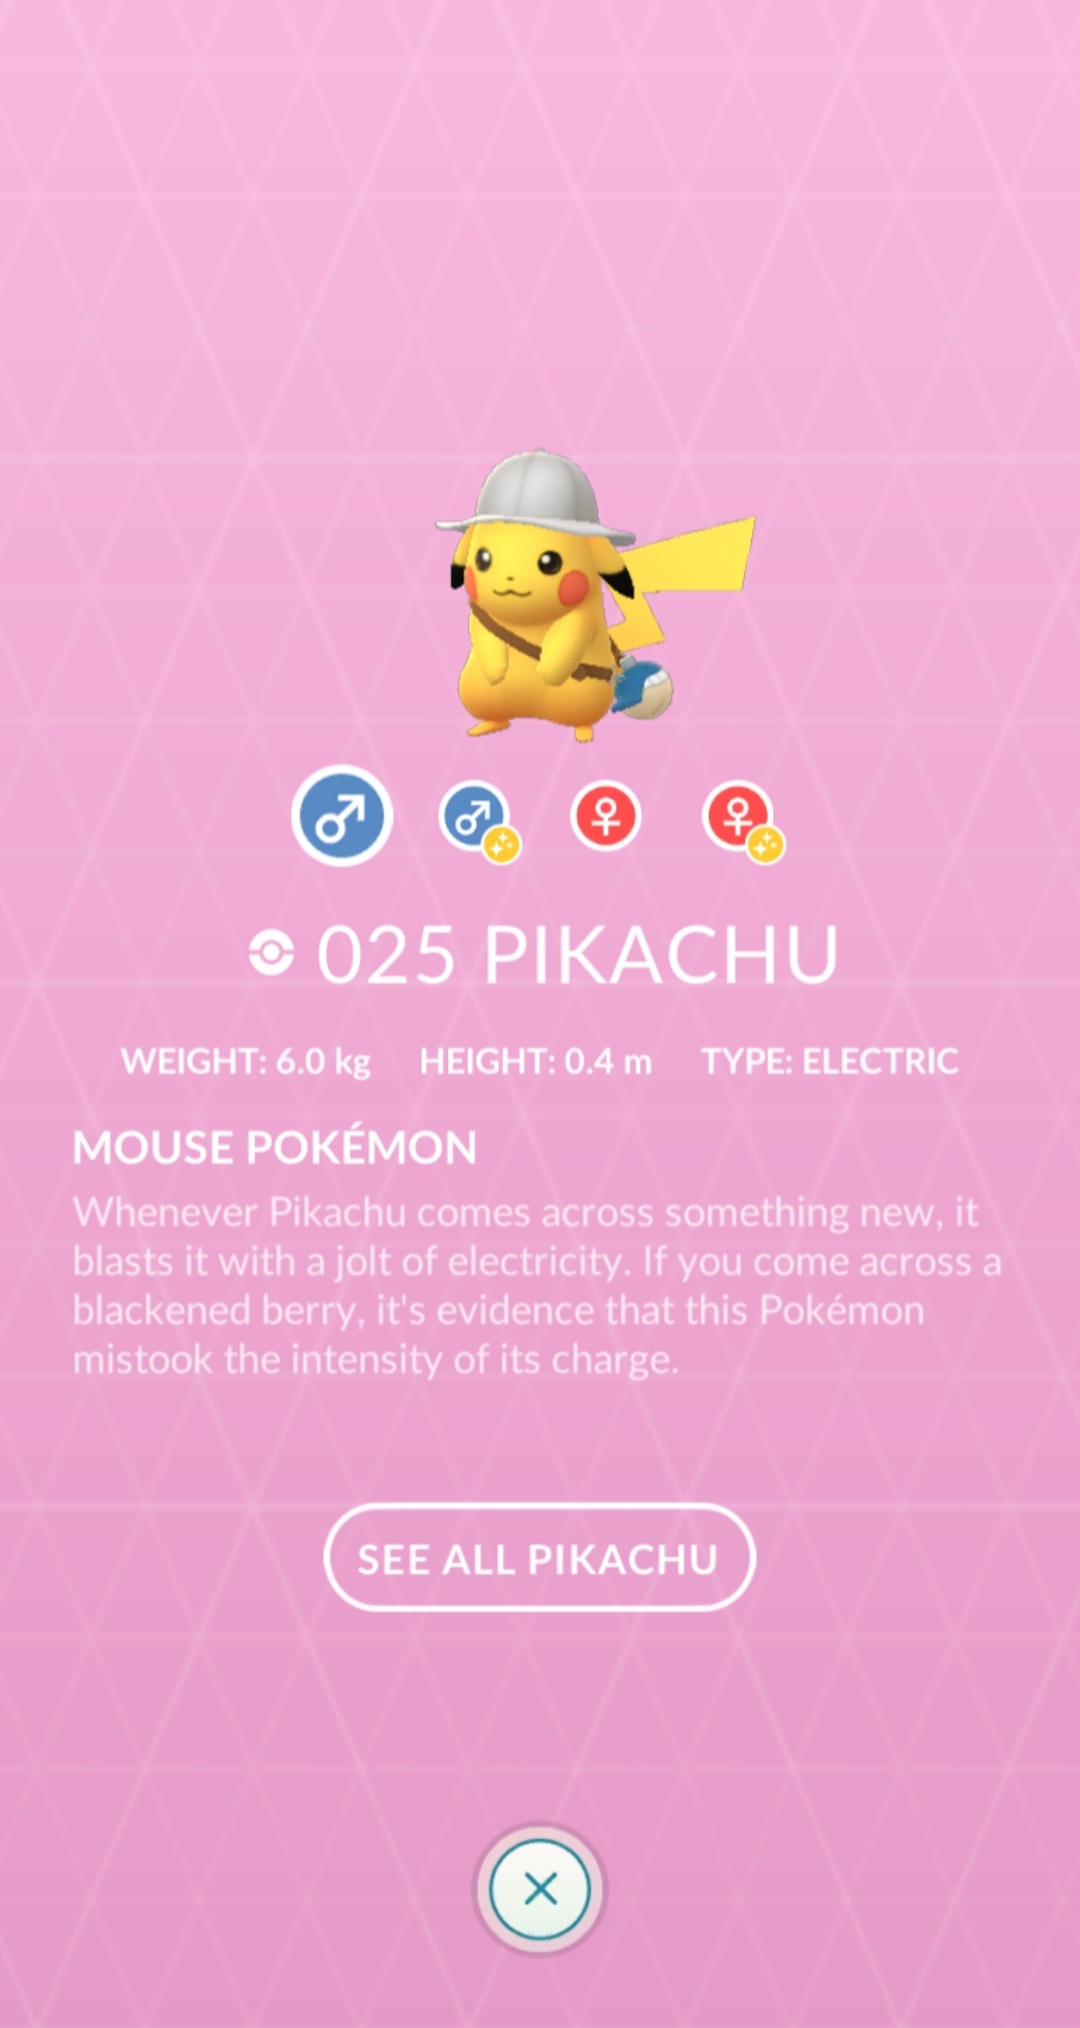 025 PIKACHU
WEIGHT: 6.0 kg HEIGHT: 0.4 m TYPE: ELECTRIC
MOUSE POKÉMON
Whenever Pikachu comes across something new, it
blasts it with a jolt of electricity. If you come across a
blackened berry, it's evidence that this Pokémon
mistook the intensity of its charge.
SEE ALL PIKACHU